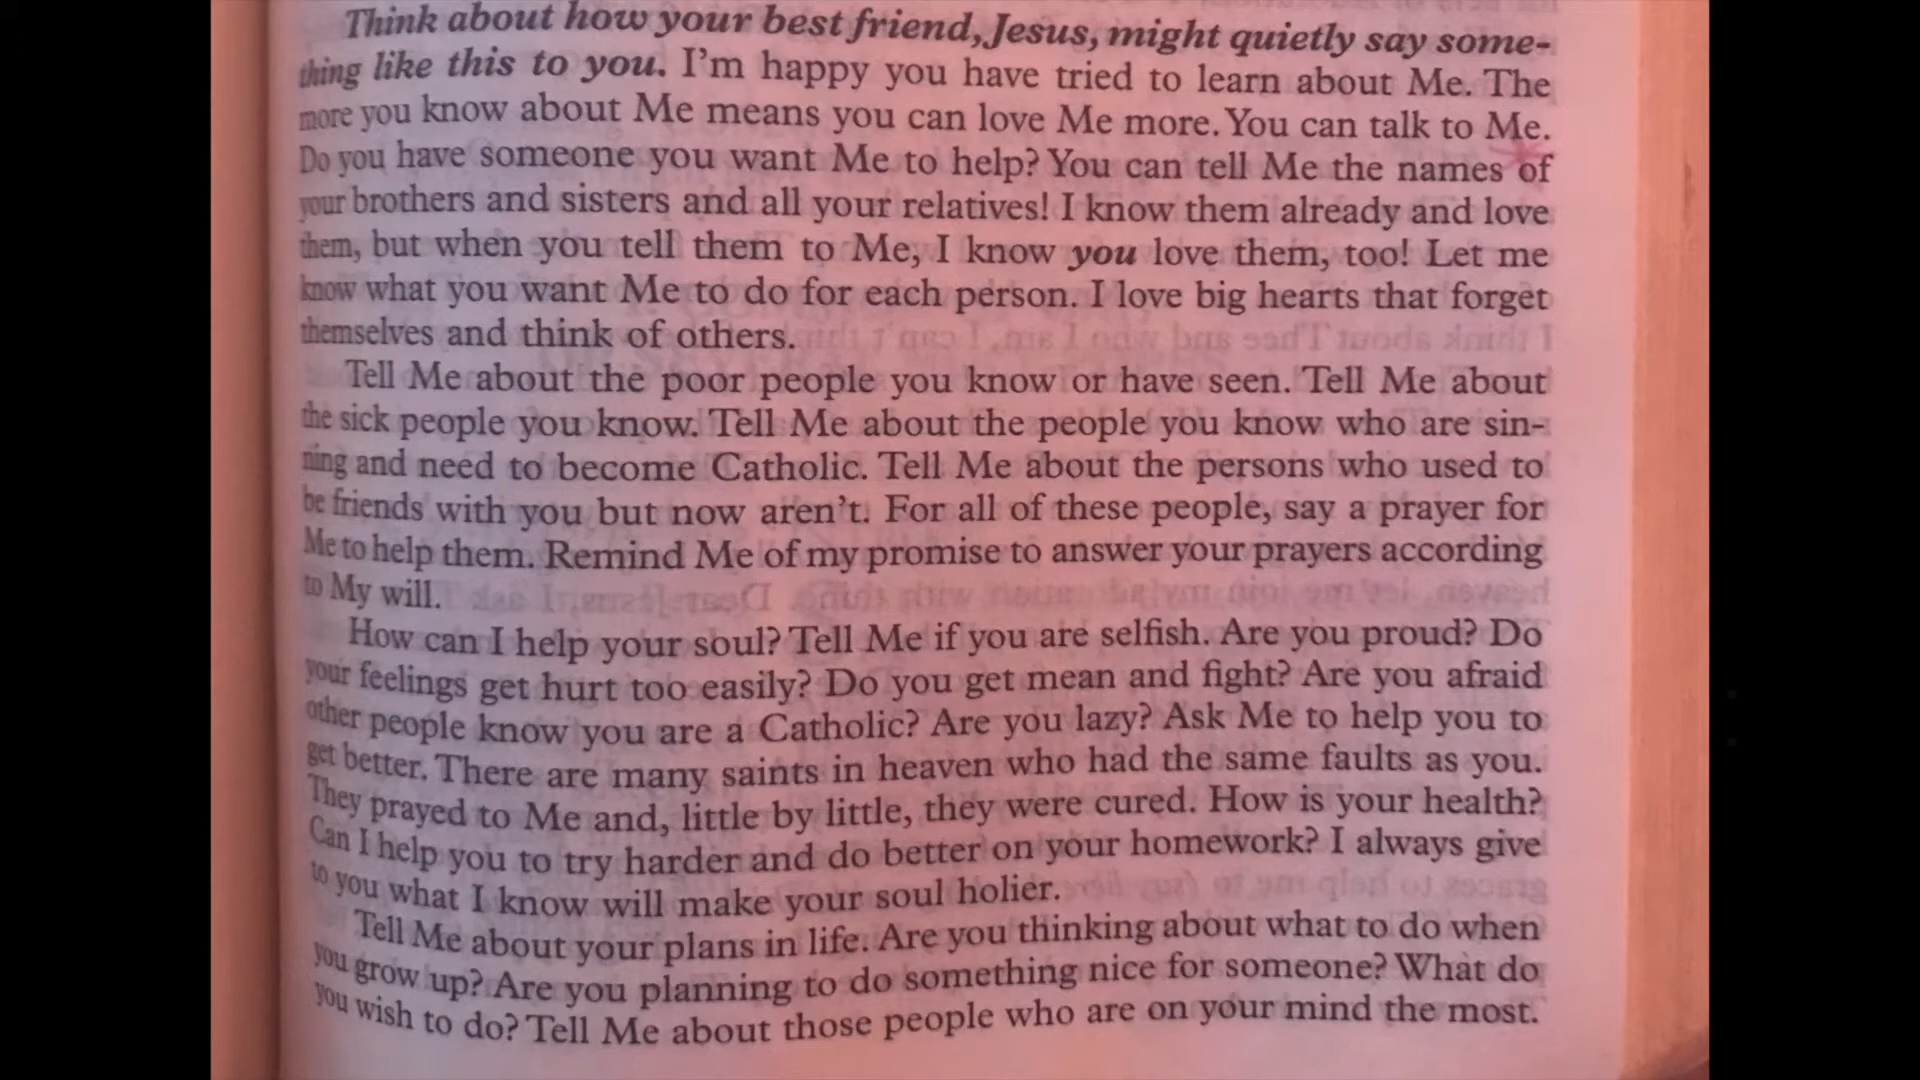 Think about how your best friend, Jesus, might quietly say some-
thing like this to you. I'm happy you have tried to learn about Me. The
more you know about Me means you can love Me more. You can talk to Me.
Do you have someone you want Me to help? You can tell Me the names of
your brothers and sisters and all your relatives! I know them already and love
them, but when you tell them to Me, I know you love them, too! Let me
know what you want Me to do for each person. I love big hearts that forget
themselves and think of others.
Tell Me about the poor people you know or have seen. Tell Me about
the sick people you know. Tell Me about the people you know who are sin-
ning and need to become Catholic. Tell Me about the persons who used to
be friends with you but now aren't. For all of these people, say a prayer for
Me to help them. Remind Me of my promise to answer your prayers according
to My will.
How can I help your soul? Tell Me if you are selfish. Are you proud? Do
your feelings get hurt too easily? Do you get mean and fight? Are you afraid
other people know you are a Catholic? Are you lazy? Ask Me to help you to
get better. There are many saints in heaven who had the same faults as you.
They prayed to Me and, little by little, they were cured. How is your health?
Can I help you to try harder and do better on your homework? I always give
to you what I know will make your soul holier.
Tell Me about your plans in life. Are you thinking about what to do when
you grow up? Are you planning to do something nice for someone? What do
you wish to do? Tell Me about those people who are on your mind the most.